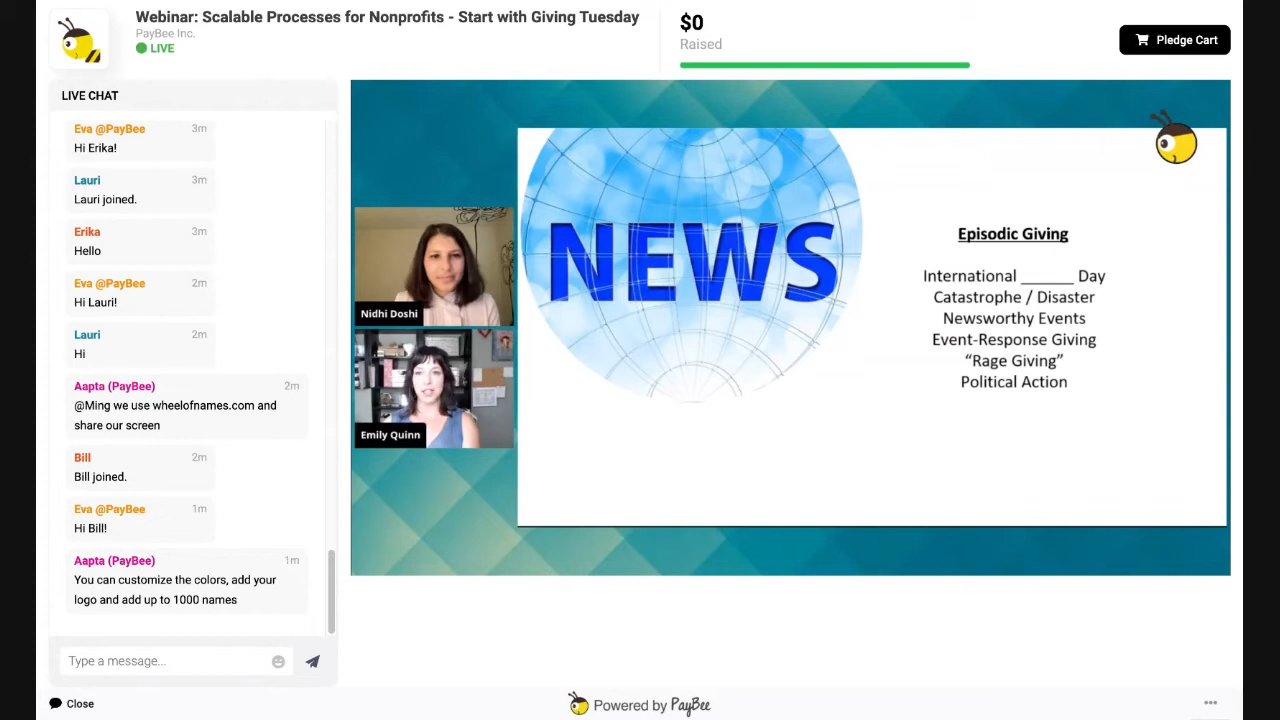 Webinar: Scalable Processes for Nonprofits - Start with Giving Tuesday
PayBee Inc.
LIVE
$0
Raised
Pledge Cart
LIVE CHAT
Eva @PayBee 3m
Hi Erika!
Lauri 3m
Lauri joined.
Erika 3m
Hello
Eva @PayBee 2m
Hi Lauri!
Lauri 2m
Hi
Aapta (PayBee) 2m
@Ming we use wheelofnames.com and
share our screen
Bill 2m
Bill joined.
Eva @PayBee 1m
Hi Bill!
Aapta (PayBee) 1m
You can customize the colors, add your
logo and add up to 1000 names
Type a message...
Close
Nidhi Doshi
Emily Quinn
NEWS
Episodic Giving
International ______ Day
Catastrophe / Disaster
Newsworthy Events
Event-Response Giving
“Rage Giving”
Political Action
Powered by PayBee